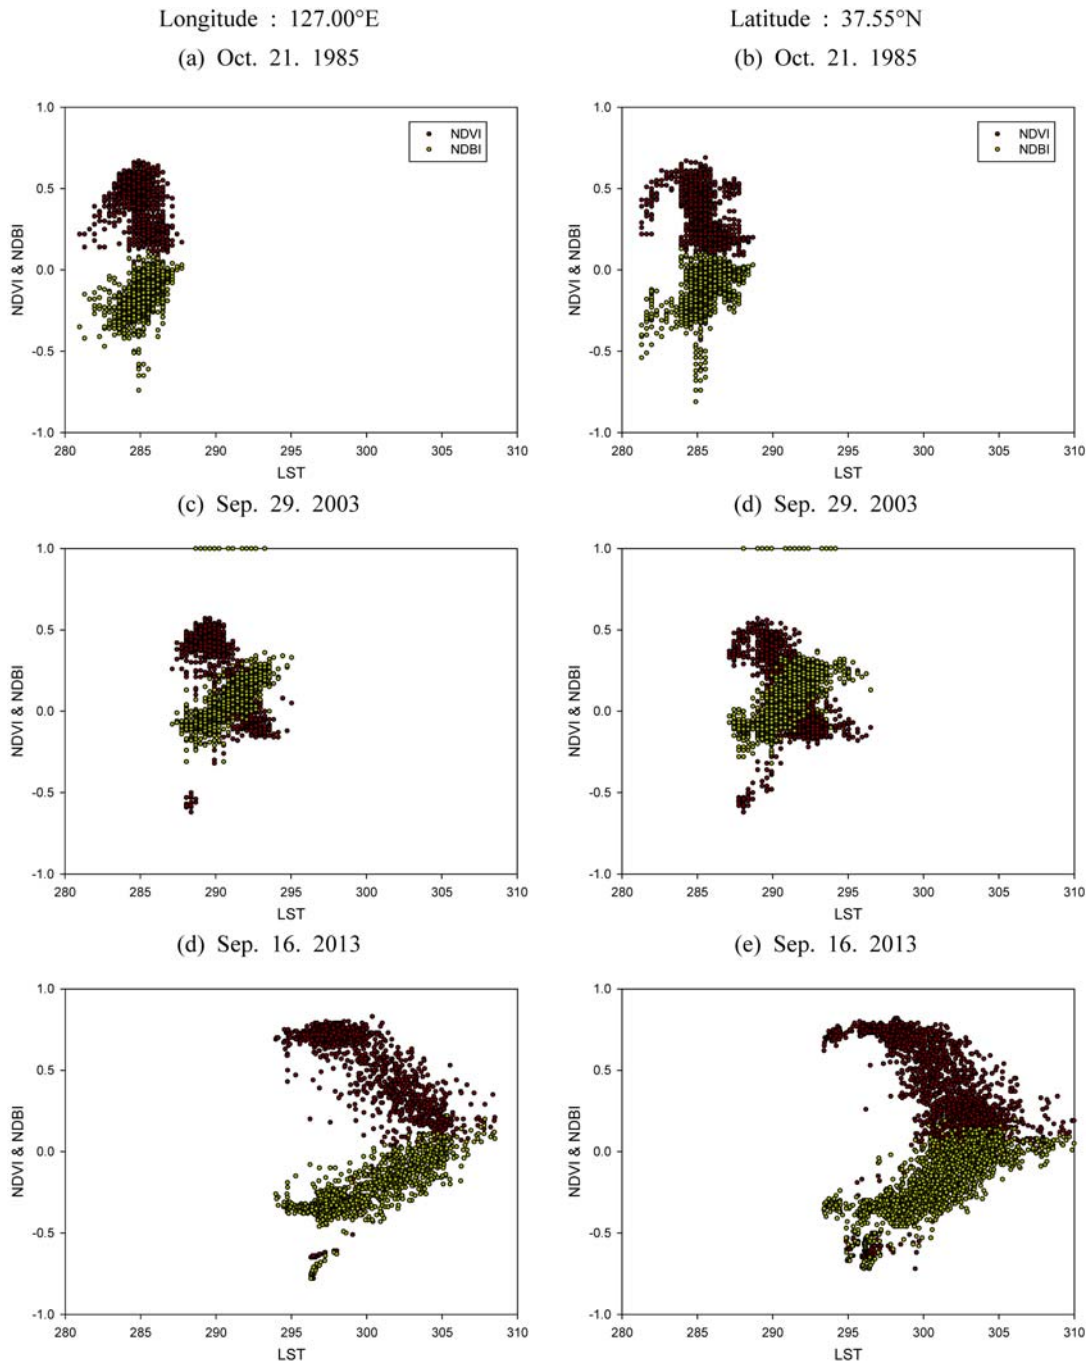 Longitude : 127.00°E
Latitude : 37.55°N
(a) Oct. 21. 1985
(b) Oct. 21. 1985
1.0
0.5
0.0
-0.5
-1.0
NDVI & NDBI
NDVI
NDBI
280 285 290 295 300 305 310
LST
1.0
0.5
0.0
-0.5
-1.0
NDVI & NDBI
NDVI
NDBI
280 285 290 295 300 305 310
LST
(c) Sep. 29. 2003
(d) Sep. 29. 2003
1.0
0.5
0.0
-0.5
-1.0
NDVI & NDBI
280 285 290 295 300 305 310
LST
1.0
0.5
0.0
-0.5
-1.0
NDVI & NDBI
280 285 290 295 300 305 310
LST
(d) Sep. 16. 2013
(e) Sep. 16. 2013
1.0
0.5
0.0
-0.5
-1.0
NDVI & NDBI
280 285 290 295 300 305 310
LST
1.0
0.5
0.0
-0.5
-1.0
NDVI & NDBI
280 285 290 295 300 305 310
LST